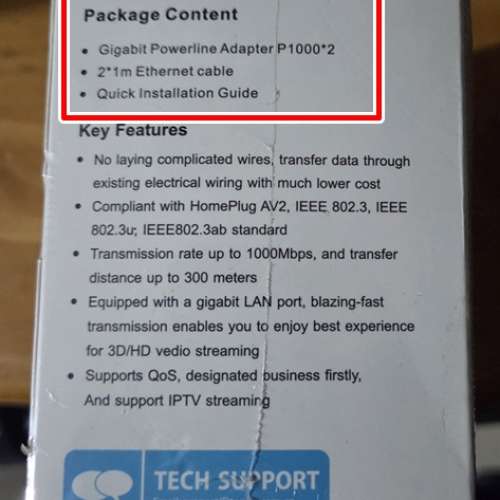 Package Content
• Gigabit Powerline Adapter P1000*2
• 2*1m Ethernet cable
• Quick Installation Guide
Key Features
• No laying complicated wires, transfer data through
existing electrical wiring with much lower cost
• Compliant with HomePlug AV2, IEEE 802.3, IEEE
802.3u, IEEE802.3ab standard
• Transmission rate up to 1000Mbps, and transfer
distance up to 300 meters
• Equipped with a gigabit LAN port, blazing-fast
transmission enables you to enjoy best experience
for 3D/HD vedio streaming
• Supports QoS, designated business firstly,
And support IPTV streaming
TECH SUPPORT